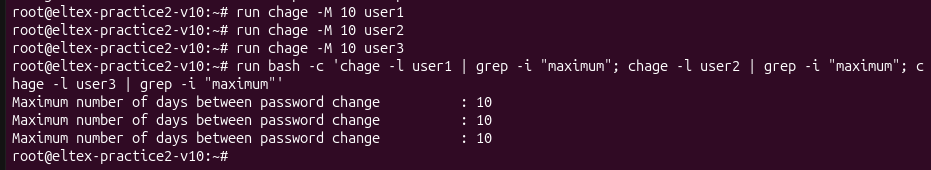 root@eltex-practice2-v10:~# run chage -M 10 user1
root@eltex-practice2-v10:~# run chage -M 10 user2
root@eltex-practice2-v10:~# run chage -M 10 user3
root@eltex-practice2-v10:~# run bash -c 'chage -l user1 | grep -i "maximum"; chage -l user2 | grep -i "maximum"; c
hage -l user3 | grep -i "maximum"'
Maximum number of days between password change          : 10
Maximum number of days between password change          : 10
Maximum number of days between password change          : 10
root@eltex-practice2-v10:~#